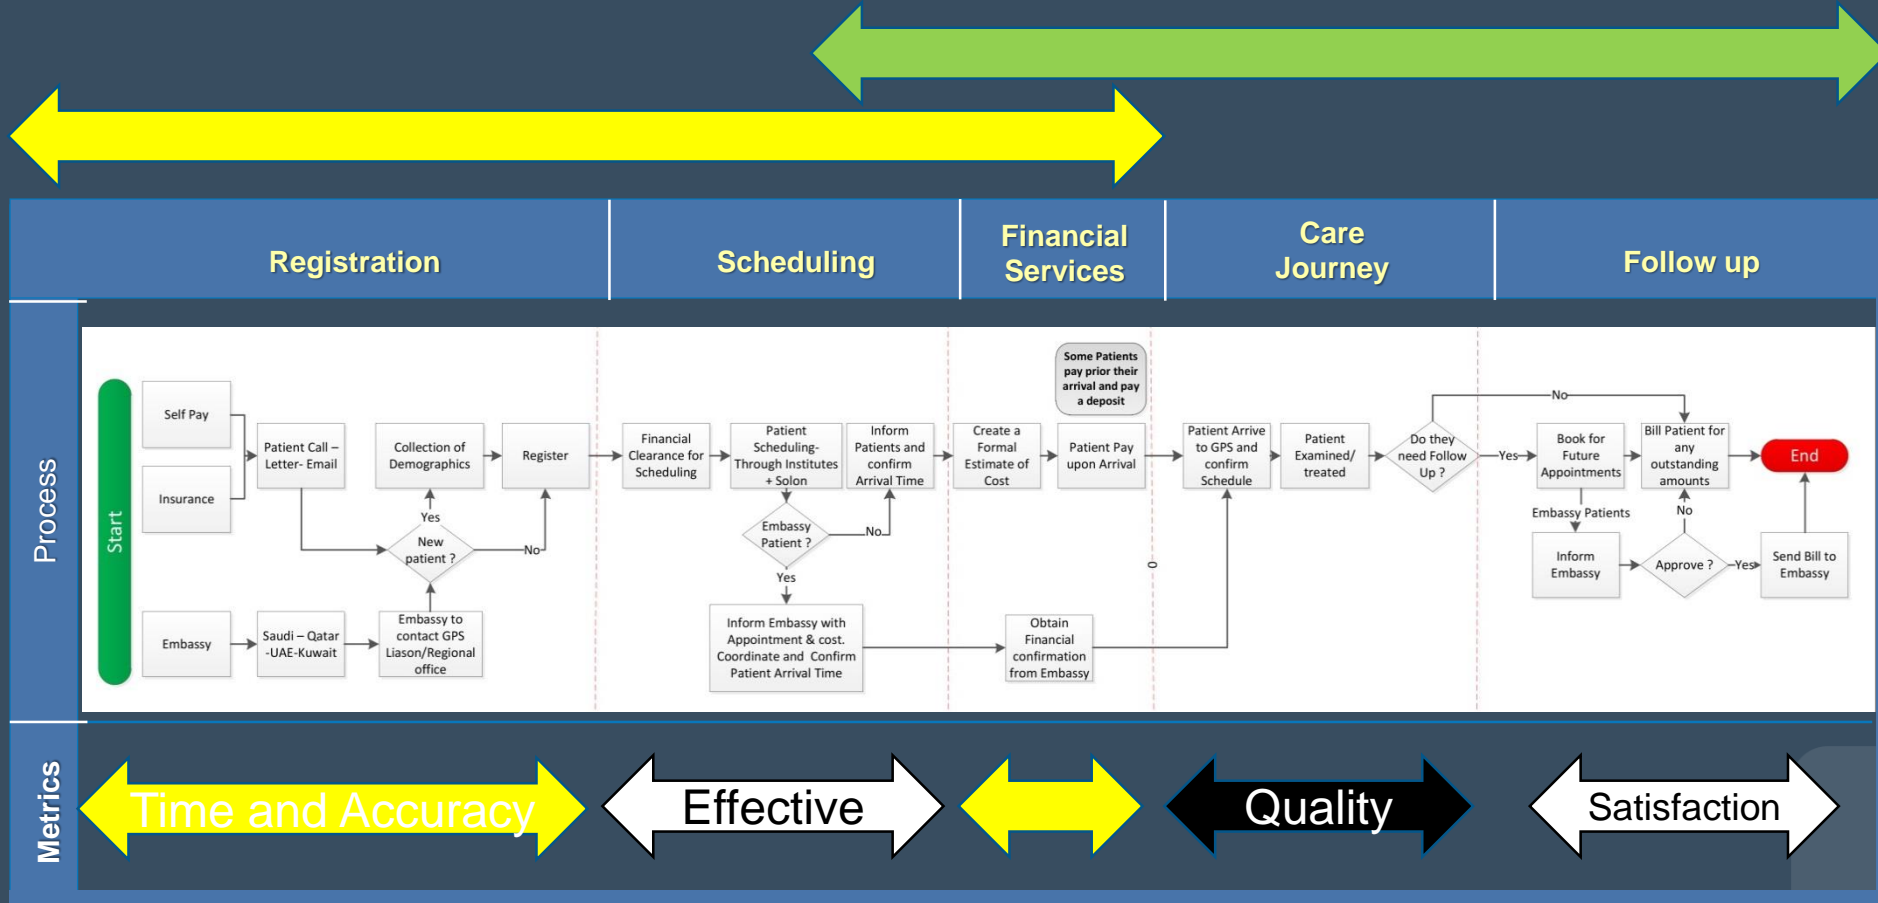 Registration
Scheduling
Financial
Services
Care
Journey
Follow up
Process
Start
Self Pay
Insurance
Patient Call –
Letter- Email
Collection of
Demographics
Register
Yes
New
patient ?
No
Embassy
Saudi – Qatar
-UAE-Kuwait
Embassy to
contact GPS
Liason/Regional
office
Financial
Clearance for
Scheduling
Patient
Scheduling-
Through Institutes
+ Solon
Inform
Patients and
confirm
Arrival Time
Embassy
Patient ?
No
Yes
Inform Embassy with
Appointment & cost.
Coordinate and Confirm
Patient Arrival Time
Some Patients
pay prior their
arrival and pay
a deposit
Create a
Formal
Estimate of
Cost
Patient Pay
upon Arrival
Obtain
Financial
confirmation
from Embassy
0
Patient Arrive
to GPS and
confirm
Schedule
Patient
Examined/
treated
Do they
need Follow
Up ?
No
Yes
Book for
Future
Appointments
Bill Patient for
any
outstanding
amounts
End
Embassy Patients
No
Inform
Embassy
Approve ?
Yes
Send Bill to
Embassy
Metrics
Time and Accuracy
Effective
Quality
Satisfaction